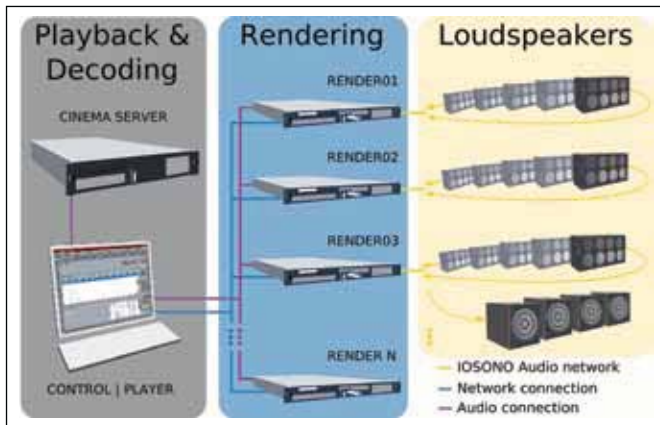 Playback &
Decoding
CINEMA SERVER
CONTROL | PLAYER
Rendering
RENDER01
RENDER02
RENDER03
RENDER N
Loudspeakers
IOSONO Audio network
Network connection
Audio connection